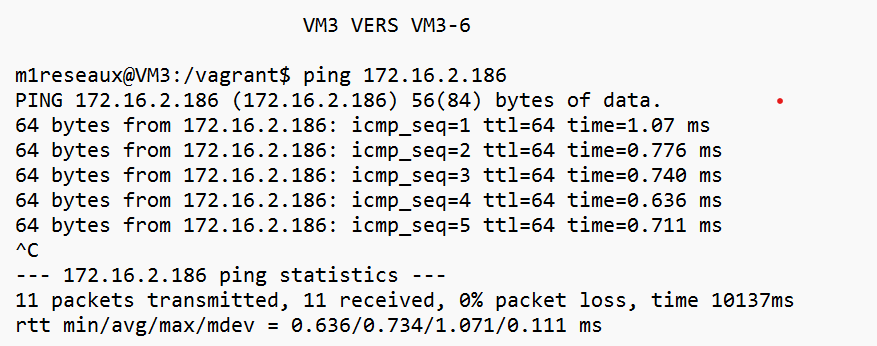 VM3 VERS VM3-6
m1reseaux@VM3:/vagrant$ ping 172.16.2.186
PING 172.16.2.186 (172.16.2.186) 56(84) bytes of data.
64 bytes from 172.16.2.186: icmp_seq=1 ttl=64 time=1.07 ms
64 bytes from 172.16.2.186: icmp_seq=2 ttl=64 time=0.776 ms
64 bytes from 172.16.2.186: icmp_seq=3 ttl=64 time=0.740 ms
64 bytes from 172.16.2.186: icmp_seq=4 ttl=64 time=0.636 ms
64 bytes from 172.16.2.186: icmp_seq=5 ttl=64 time=0.711 ms
^C
--- 172.16.2.186 ping statistics ---
11 packets transmitted, 11 received, 0% packet loss, time 10137ms
rtt min/avg/max/mdev = 0.636/0.734/1.071/0.111 ms